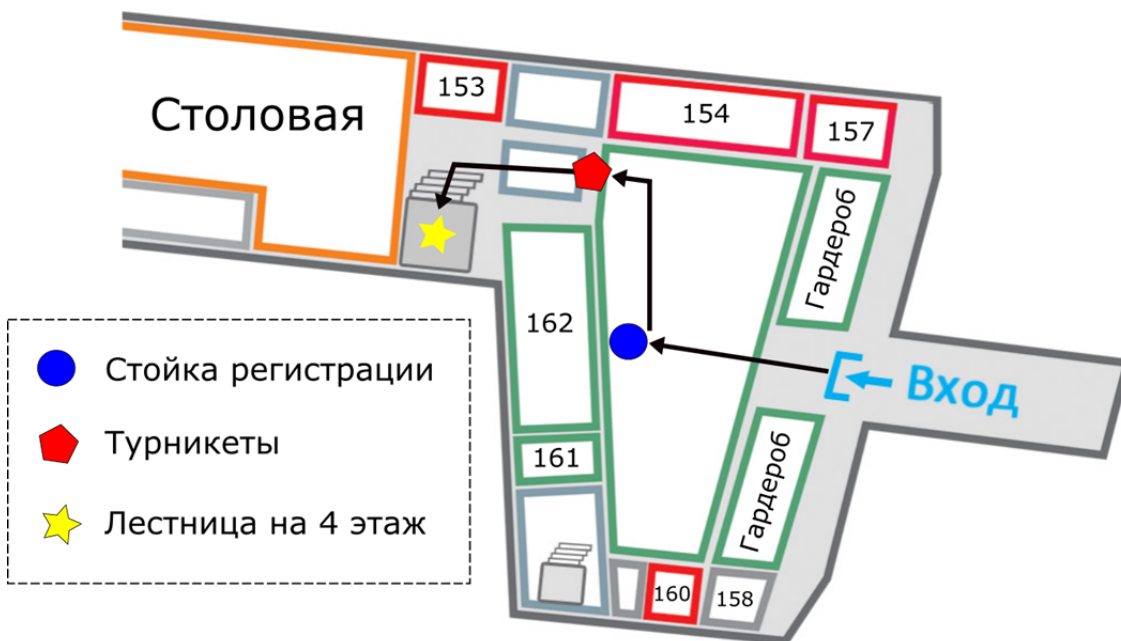 153
154
157
Столовая
Гардероб
162
Вход
161
Гардероб
160
158
Стойка регистрации
Турникеты
Лестница на 4 этаж